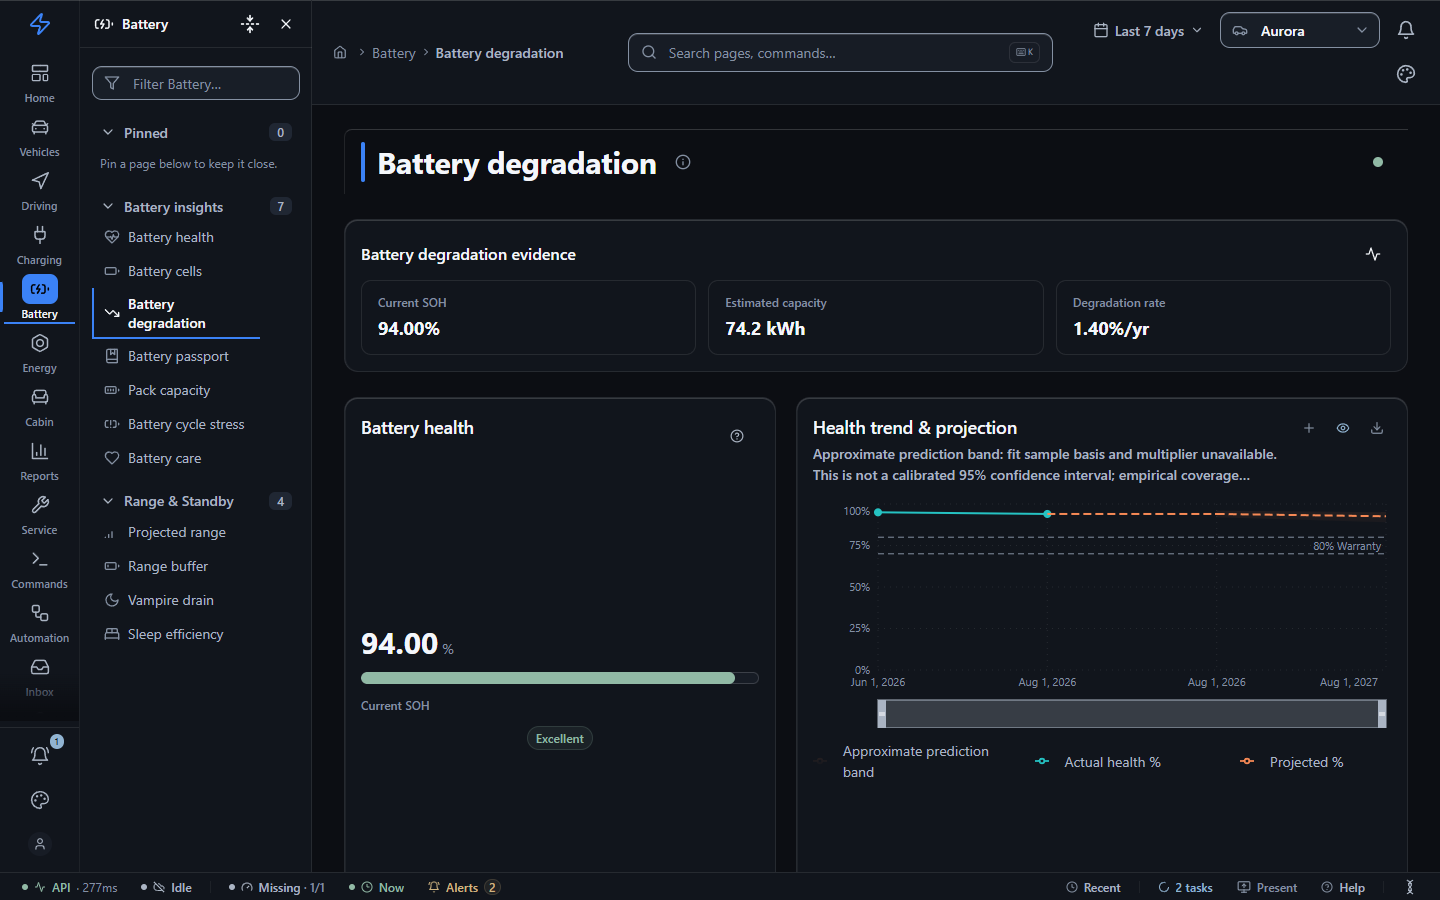 Battery
Battery
Battery degradation
Search pages, commands...
K
Last 7 days
Aurora
Home
Vehicles
Driving
Charging
Battery
Energy
Cabin
Reports
Service
Commands
Automation
Inbox
1
Filter Battery...
Pinned
0
Pin a page below to keep it close.
Battery insights
7
Battery health
Battery cells
Battery
degradation
Battery passport
Pack capacity
Battery cycle stress
Battery care
Range & Standby
4
Projected range
Range buffer
Vampire drain
Sleep efficiency
Battery degradation
Battery degradation evidence
Current SOH
94.00%
Estimated capacity
74.2 kWh
Degradation rate
1.40%/yr
Battery health
94.00 %
Current SOH
Excellent
Health trend & projection
Approximate prediction band: fit sample basis and multiplier unavailable.
This is not a calibrated 95% confidence interval; empirical coverage...
100%
75%
80% Warranty
50%
25%
0%
Jun 1, 2026
Aug 1, 2026
Aug 1, 2026
Aug 1, 2027
Approximate prediction
band
Actual health %
Projected %
API · 277ms
Idle
Missing · 1/1
Now
Alerts 2
Recent
2 tasks
Present
Help